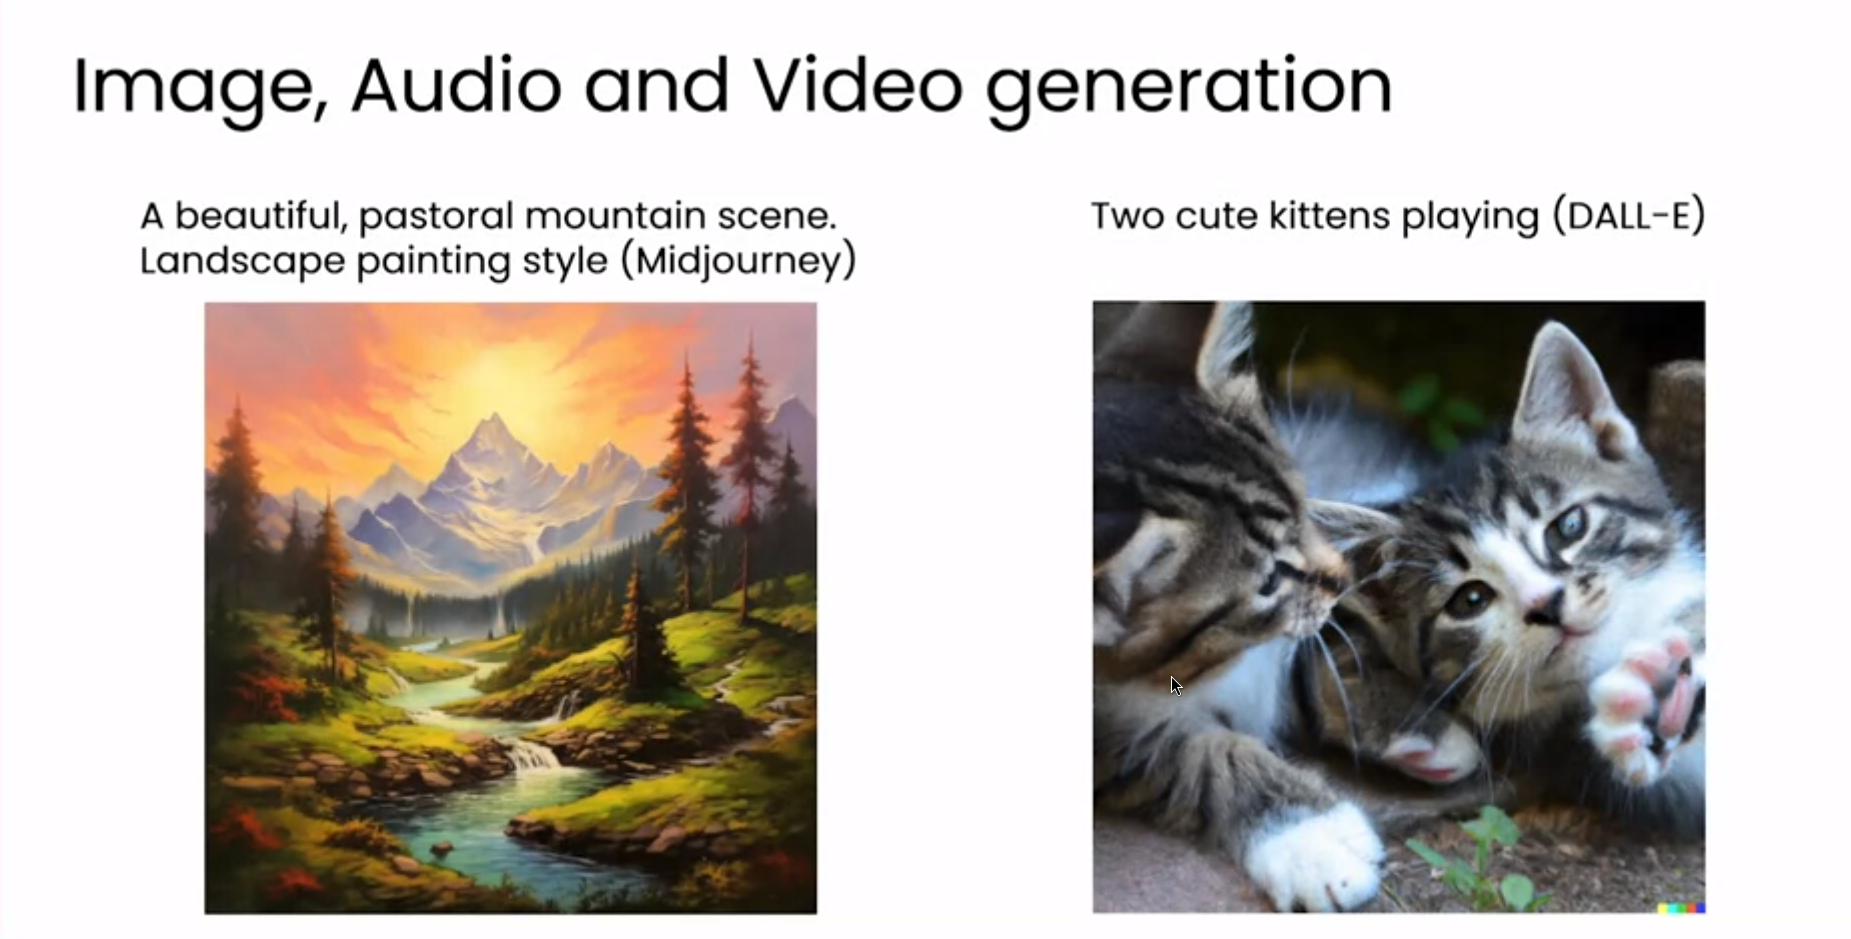 Image, Audio and Video generation
A beautiful, pastoral mountain scene.
Landscape painting style (Midjourney)
Two cute kittens playing (DALL-E)